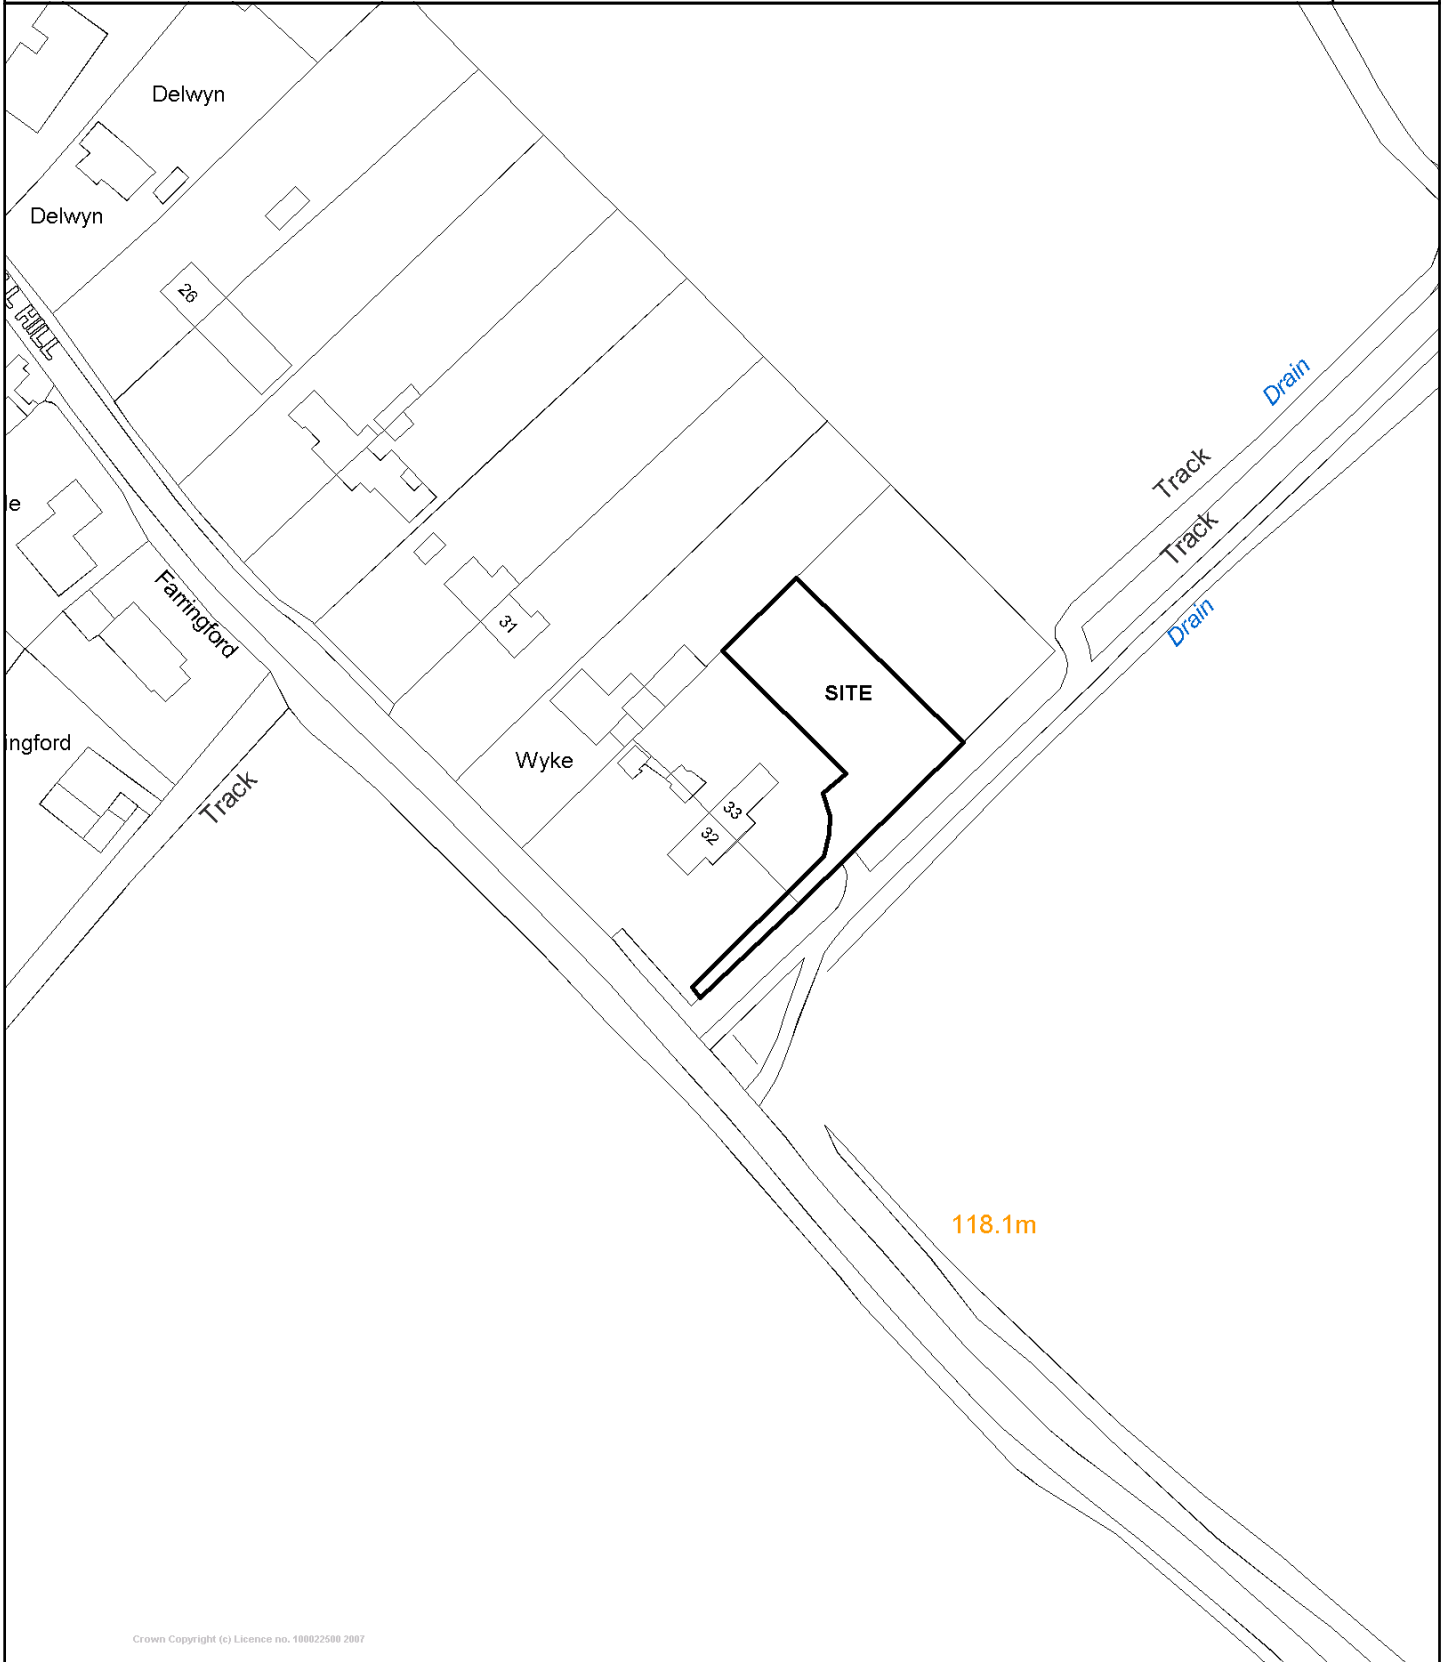 Delwyn
Delwyn
26
HILL
Drain
Track
Track
le
Farringford
31
Drain
SITE
ingford
Wyke
Track
33
32
118.1m
Crown Copyright (c) Licence no. 100022500 2007